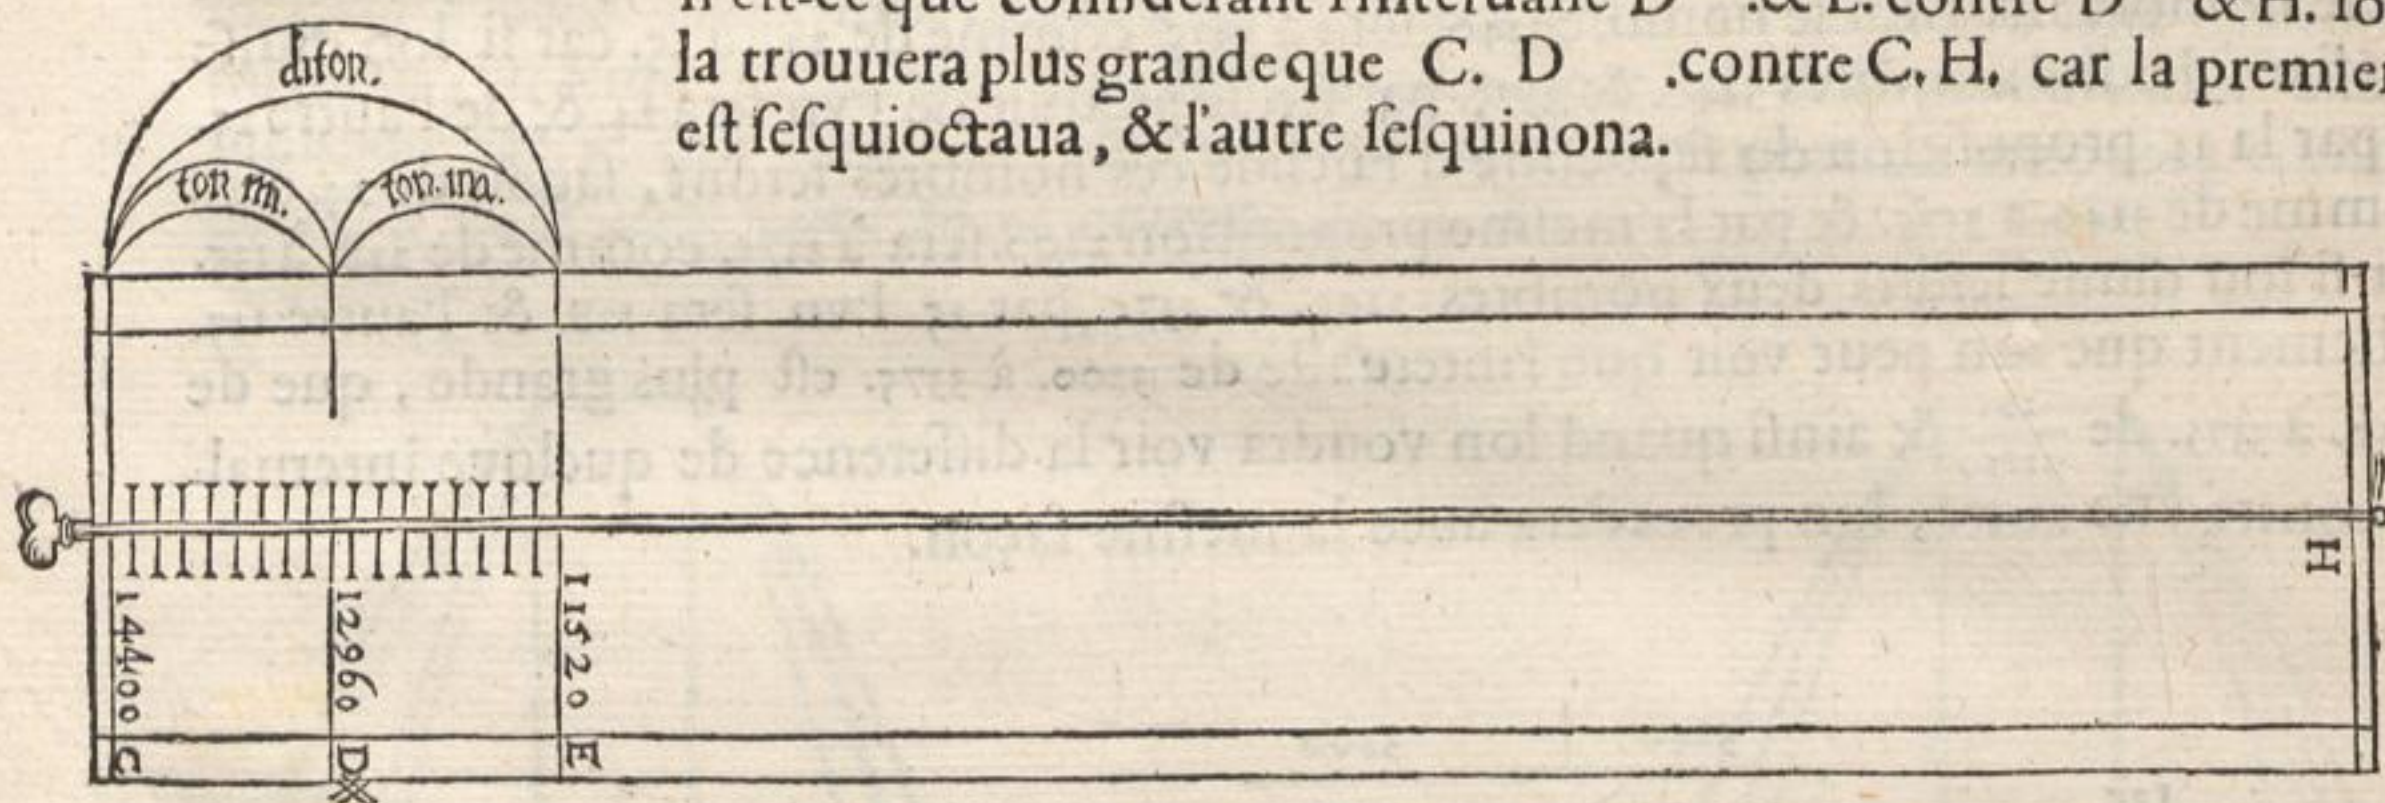 la trouuera plus grande que C. D .contre C. H. car la premier
est sesquioctaua, & l'autre sesquinona.
diton.
ton mi. ton. ma.
H
14400 12960 11520
C D E